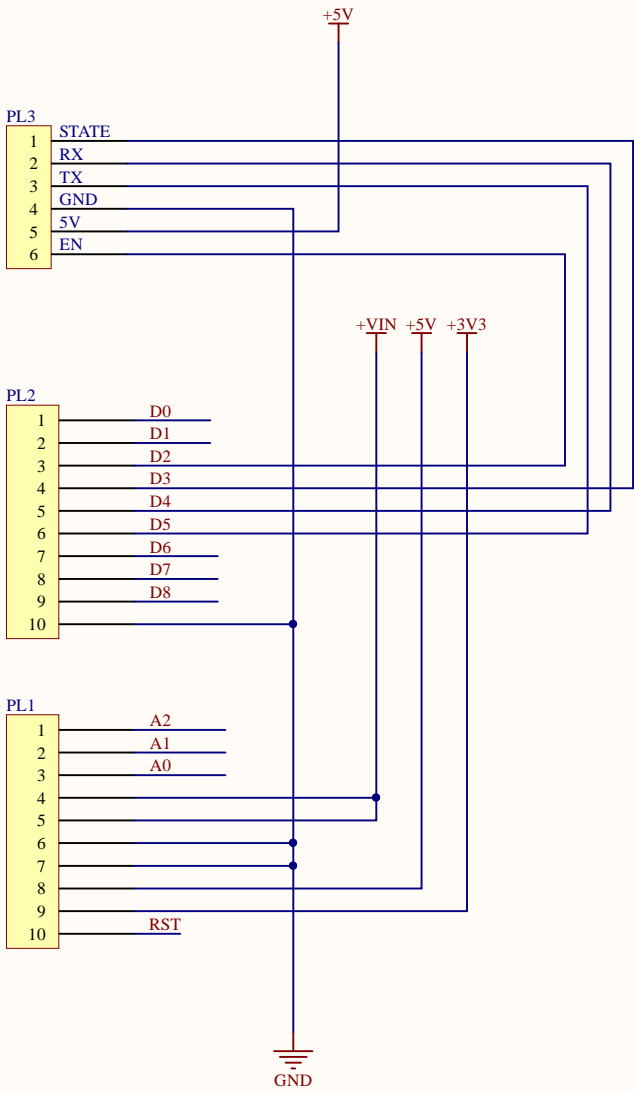 +5V
PL3
1 STATE
2 RX
3 TX
4 GND
5 5V
6 EN
+VIN +5V +3V3
PL2
1 D0
2 D1
3 D2
4 D3
5 D4
6 D5
7 D6
8 D7
9 D8
10
PL1
1 A2
2 A1
3 A0
4
5
6
7
8
9
10 RST
GND